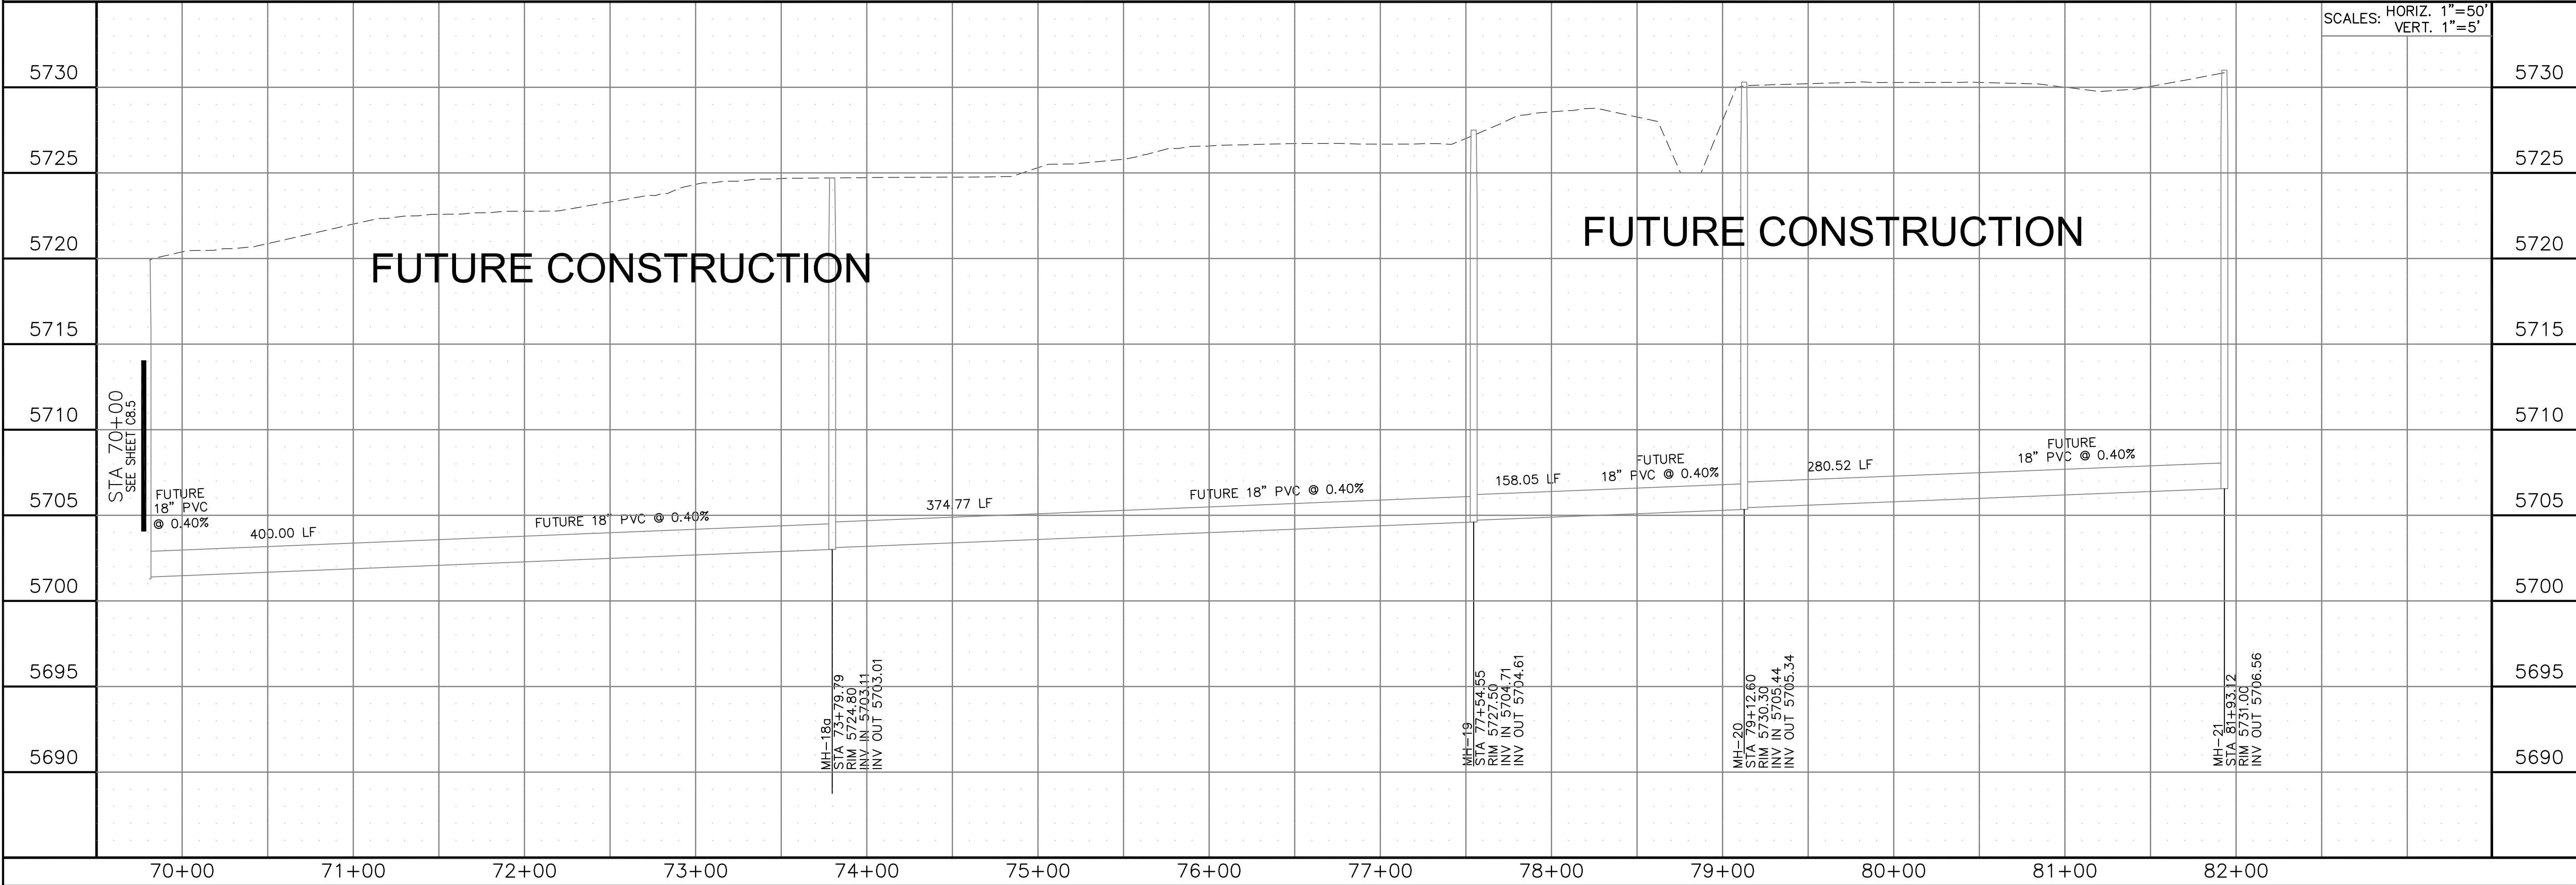 SCALES: HORIZ. 1"=50'
VERT. 1"=5'
5730
5730
5725
5725
5720
5720
FUTURE CONSTRUCTION
FUTURE CONSTRUCTION
5715
5715
5710
5710
STA 70+00
SEE SHEET C8.5
5705
5705
FUTURE
18" PVC
@ 0.40%
400.00 LF
FUTURE 18" PVC @ 0.40%
374.77 LF
FUTURE 18" PVC @ 0.40%
158.05 LF
FUTURE
18" PVC @ 0.40%
280.52 LF
FUTURE
18" PVC @ 0.40%
5700
5700
5695
5695
5690
5690
MH-18a
STA 73+79.79
RIM 5724.80
INV IN 5703.11
INV OUT 5703.01
MH-19
STA 77+54.55
RIM 5727.50
INV IN 5704.71
INV OUT 5704.61
MH-20
STA 79+12.60
RIM 5730.30
INV IN 5705.44
INV OUT 5705.34
MH-21
STA 81+93.12
RIM 5731.00
INV OUT 5706.56
70+00 71+00 72+00 73+00 74+00 75+00 76+00 77+00 78+00 79+00 80+00 81+00 82+00